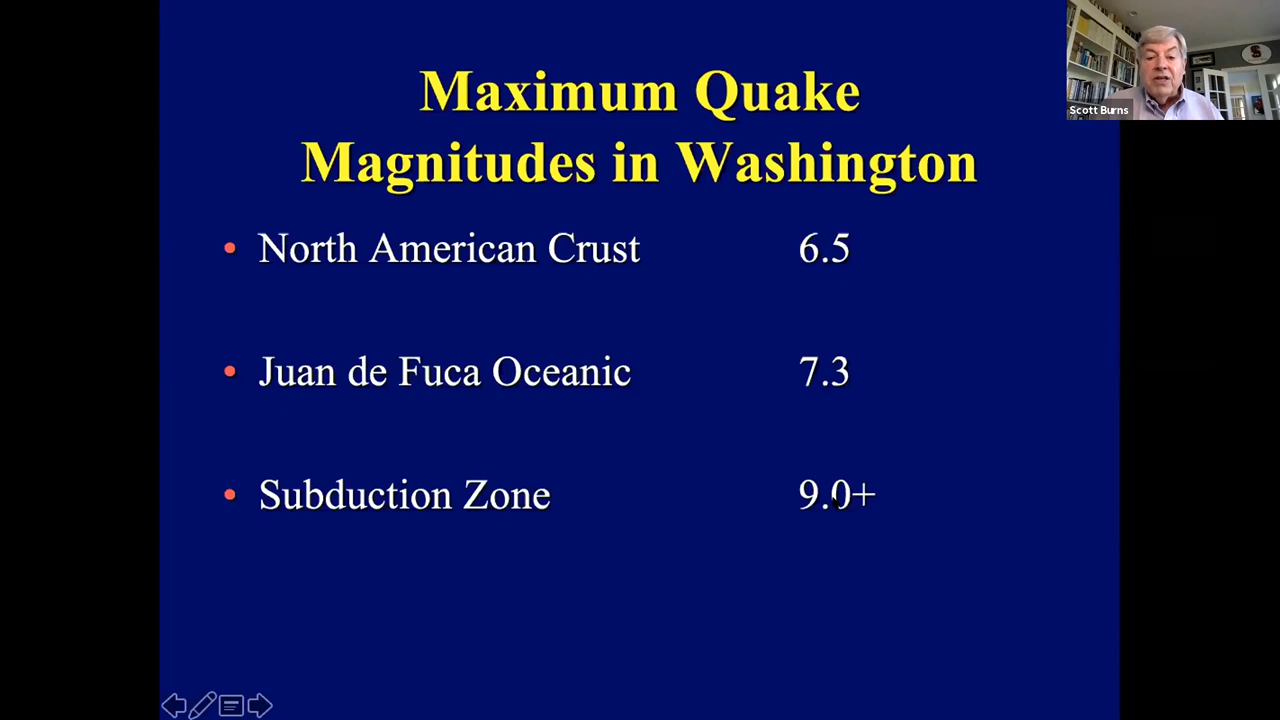 Maximum Quake
Magnitudes in Washington
• North American Crust 6.5
• Juan de Fuca Oceanic 7.3
• Subduction Zone 9.0+
Scott Burns